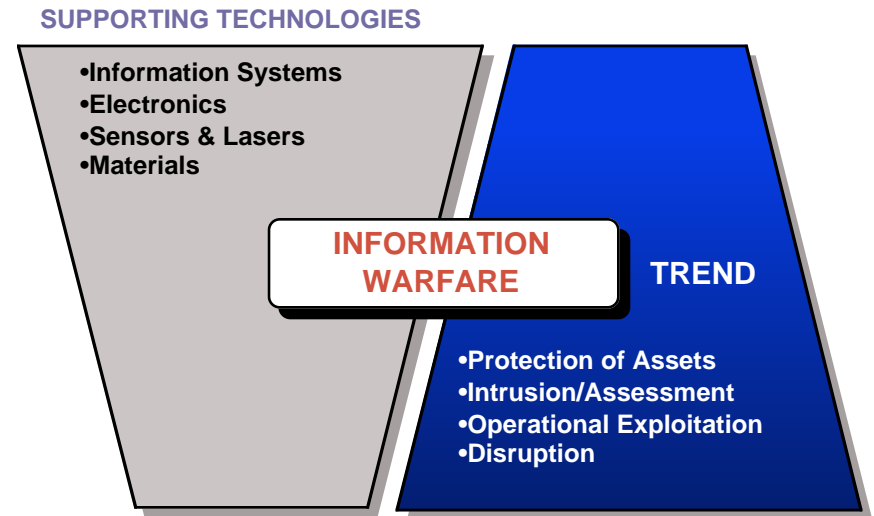 SUPPORTING TECHNOLOGIES
•Information Systems
•Electronics
•Sensors & Lasers
•Materials
INFORMATION
WARFARE
TREND
•Protection of Assets
•Intrusion/Assessment
•Operational Exploitation
•Disruption